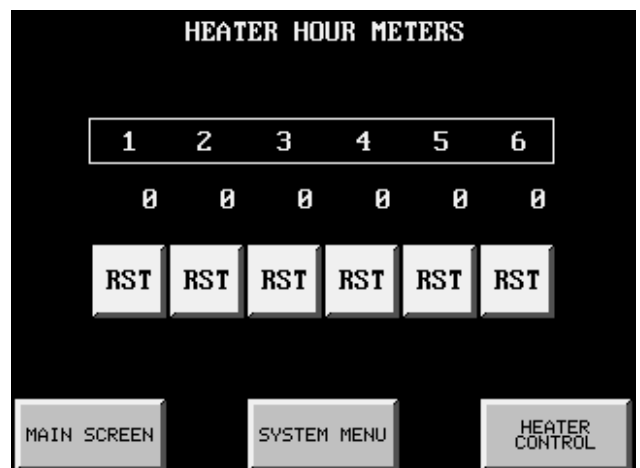 HEATER HOUR METERS
1 2 3 4 5 6
0 0 0 0 0 0
RST RST RST RST RST RST
MAIN SCREEN SYSTEM MENU HEATER CONTROL